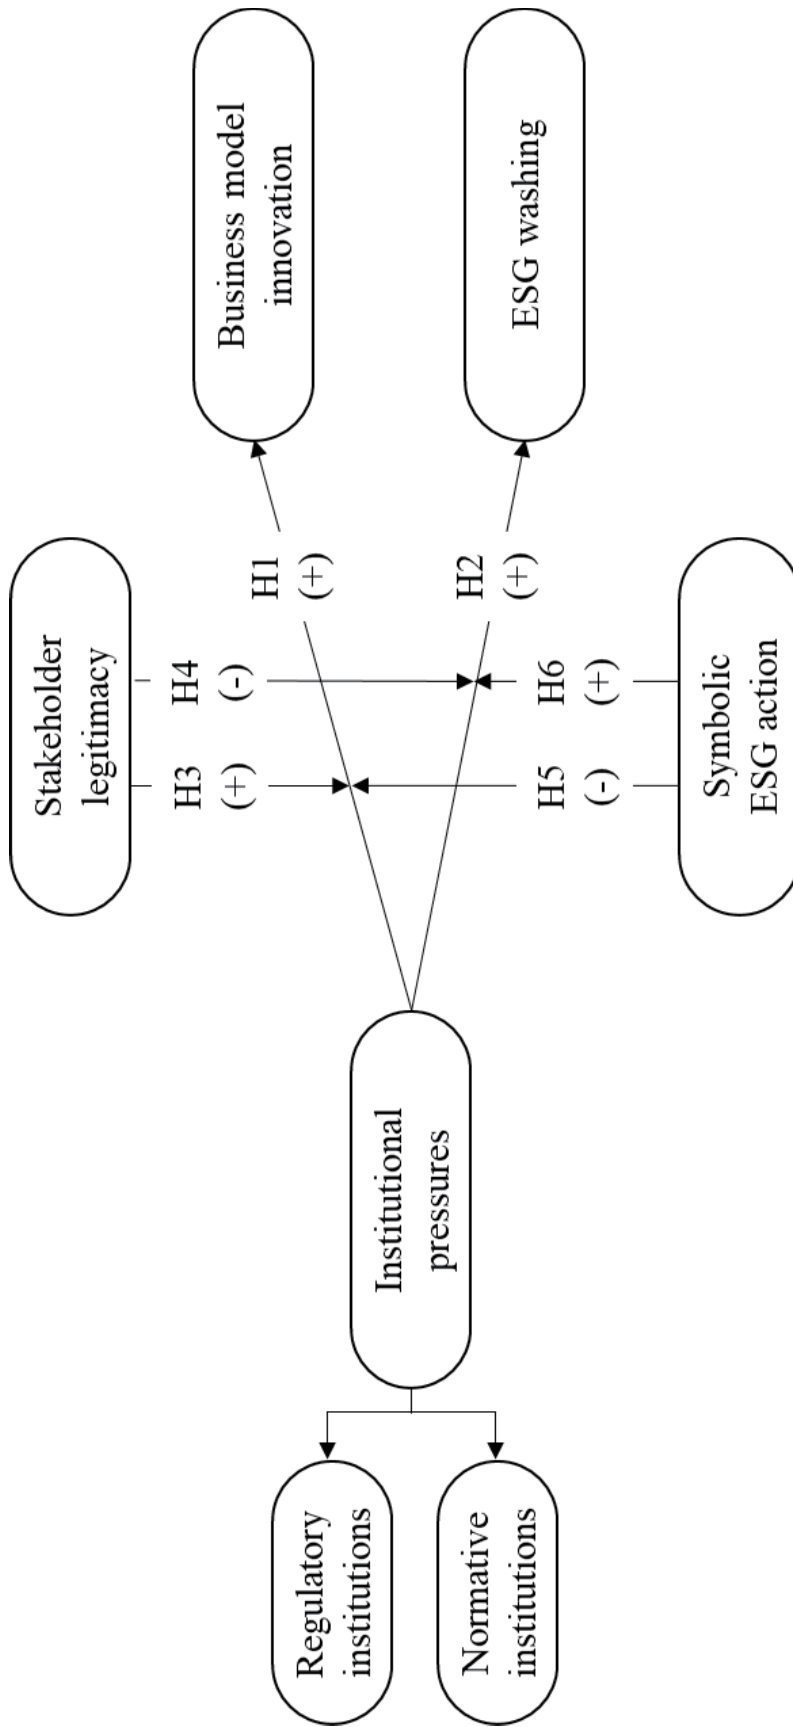 Stakeholder
legitimacy
H3
(+)
H4
(-)
Business model
innovation
H1
(+)
Regulatory
institutions
Institutional
pressures
Normative
institutions
H2
(+)
ESG washing
H5
(-)
H6
(+)
Symbolic
ESG action